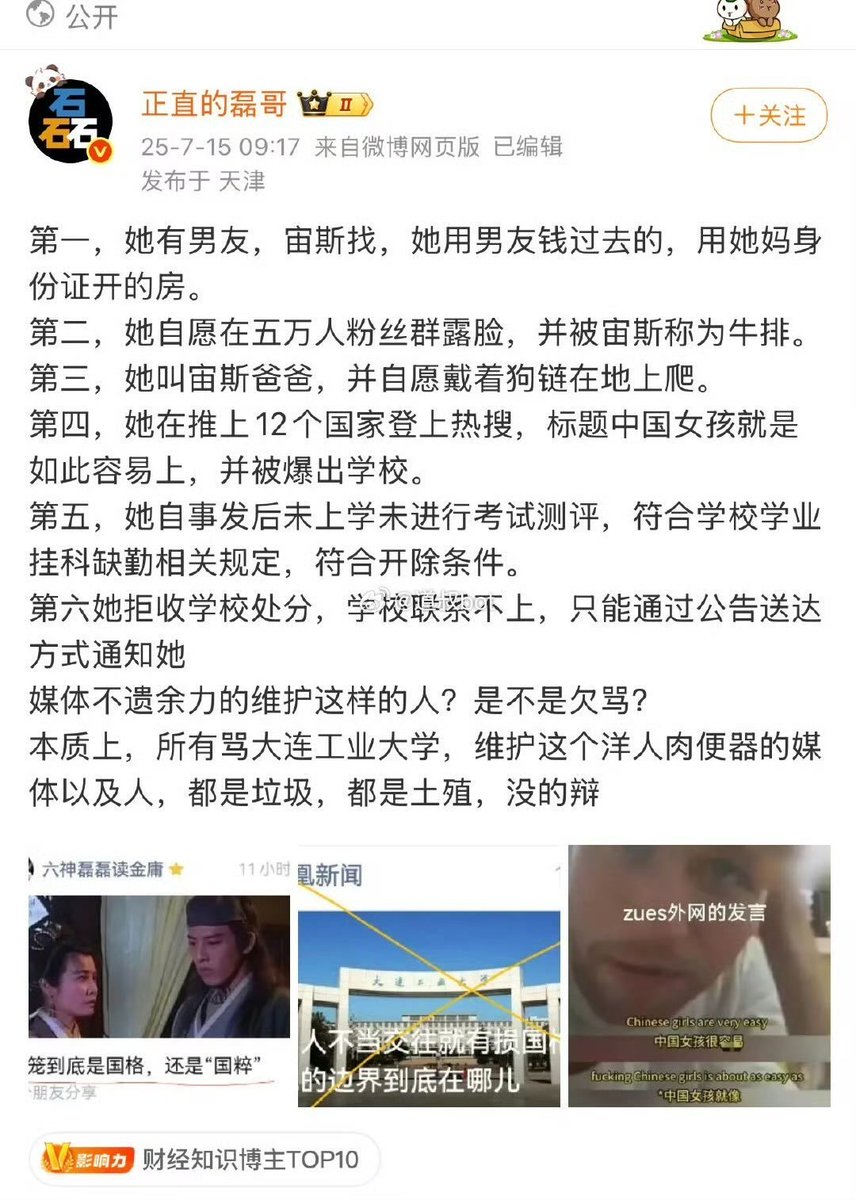 公开
正直的磊哥
II
+关注
25-7-15 09:17 来自微博网页版 已编辑
发布于 天津
石
石石
第一，她有男友，宙斯找，她用男友钱过去的，用她妈身
份证开的房。
第二，她自愿在五万人粉丝群露脸，并被宙斯称为牛排。
第三，她叫宙斯爸爸，并自愿戴着狗链在地上爬。
第四，她在推上12个国家登上热搜，标题中国女孩就是
如此容易上，并被爆出学校。
第五，她自事发后未上学未进行考试测评，符合学校学业
挂科缺勤相关规定，符合开除条件。
第六她拒收学校处分，学校联系不上，只能通过公告送达
方式通知她
媒体不遗余力的维护这样的人？是不是欠骂？
本质上，所有骂大连工业大学，维护这个洋人肉便器的媒
体以及人，都是垃圾，都是土殖，没的辩
六神磊磊读金庸
11小时
笼到底是国格，还是“国粹”
朋友分享
凰新闻
大连工业大学
人不当交往就有损国格
的边界到底在哪儿
zues外网的发言
Chinese girls are very easy
中国女孩很容易
fucking Chinese girls is about as easy as
"中国女孩就像
影响力 财经知识博主TOP10